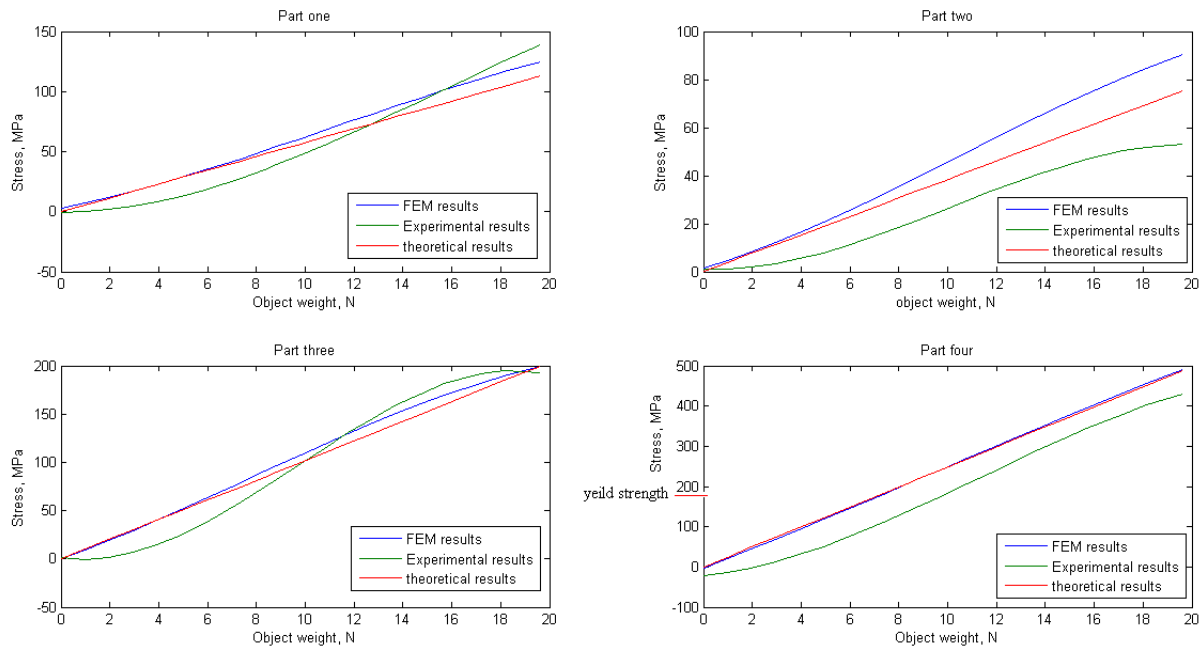 Part one
150
100
50
0
-50
Stress, MPa
0 2 4 6 8 10 12 14 16 18 20
Object weight, N
FEM results
Experimental results
theoretical results
Part two
100
80
60
40
20
0
Stress, MPa
0 2 4 6 8 10 12 14 16 18 20
object weight, N
FEM results
Experimental results
theoretical results
Part three
200
150
100
50
0
-50
Stress, MPa
0 2 4 6 8 10 12 14 16 18 20
Object weight, N
FEM results
Experimental results
theoretical results
Part four
500
400
300
200
100
0
-100
Stress, MPa
yeild strength
0 2 4 6 8 10 12 14 16 18 20
Object weight, N
FEM results
Experimental results
theoretical results